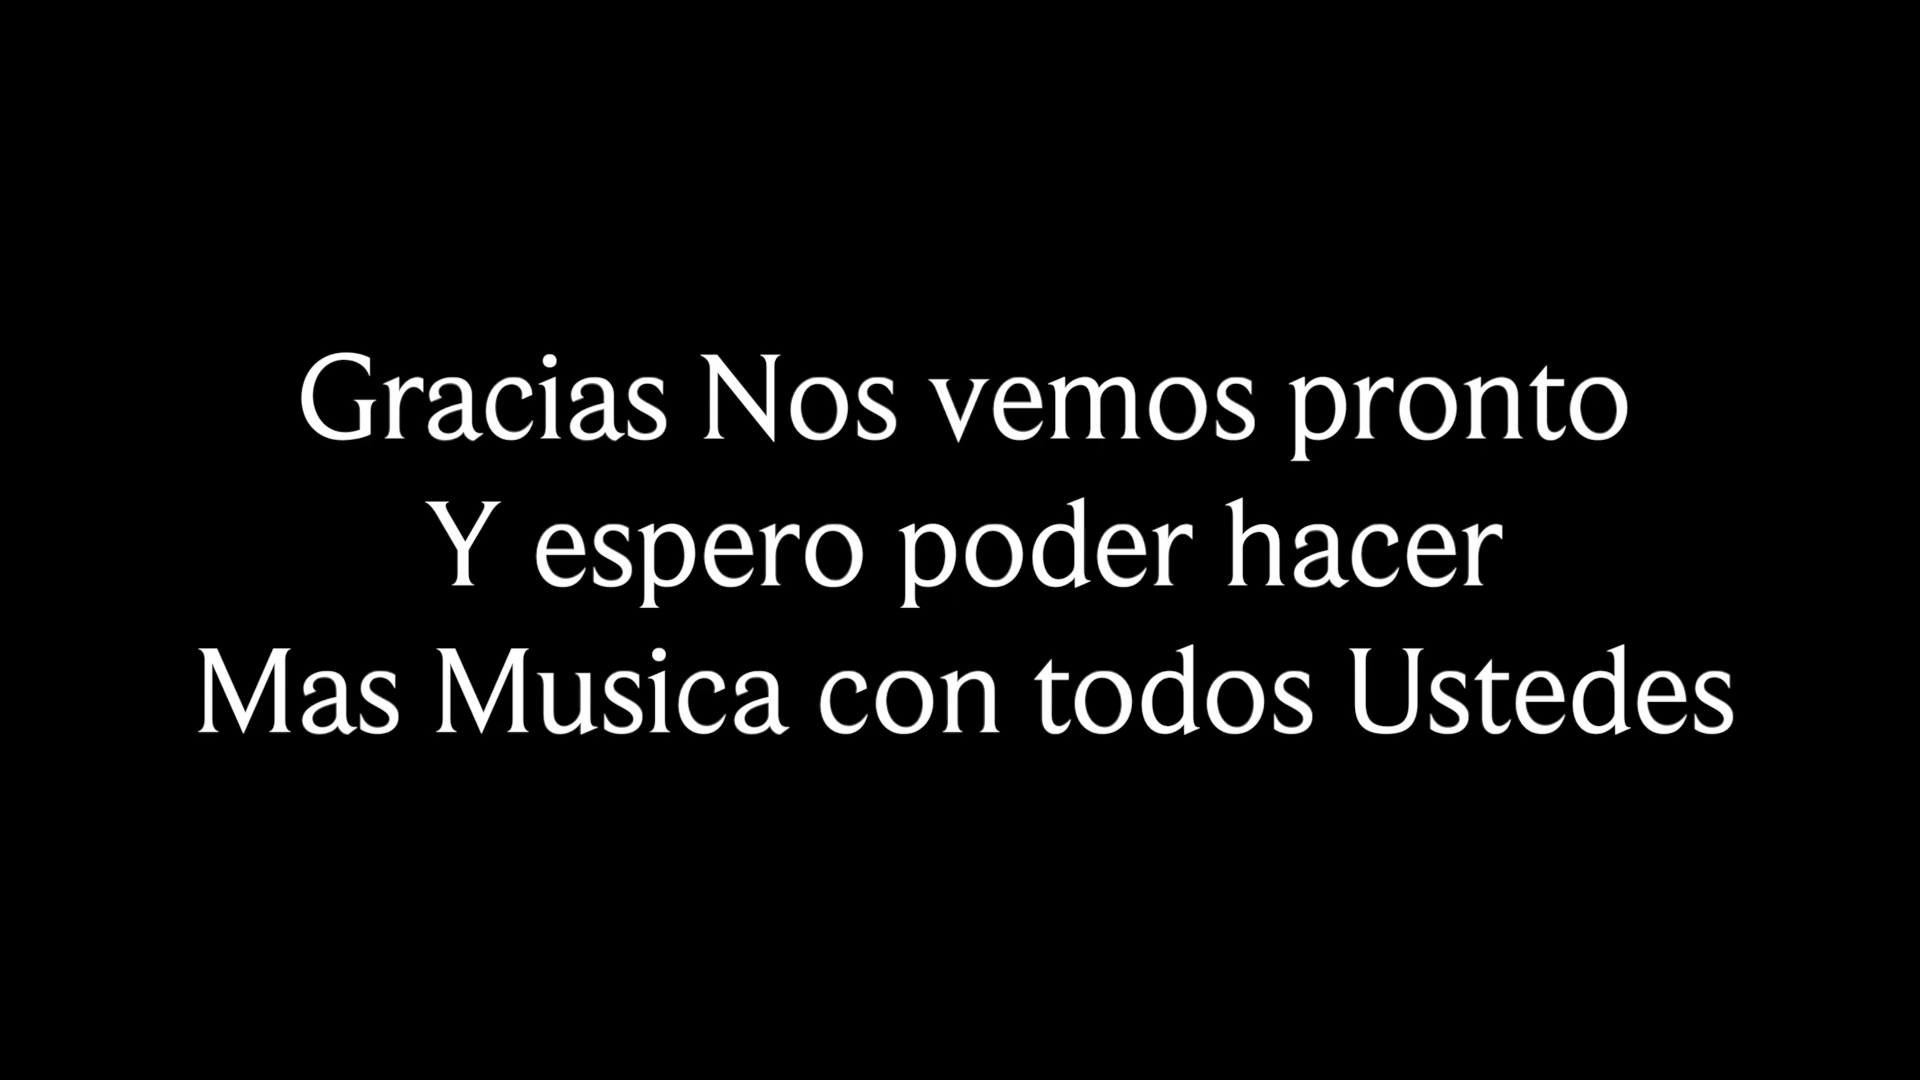 Gracias Nos vemos pronto
Y espero poder hacer
Mas Musica con todos Ustedes